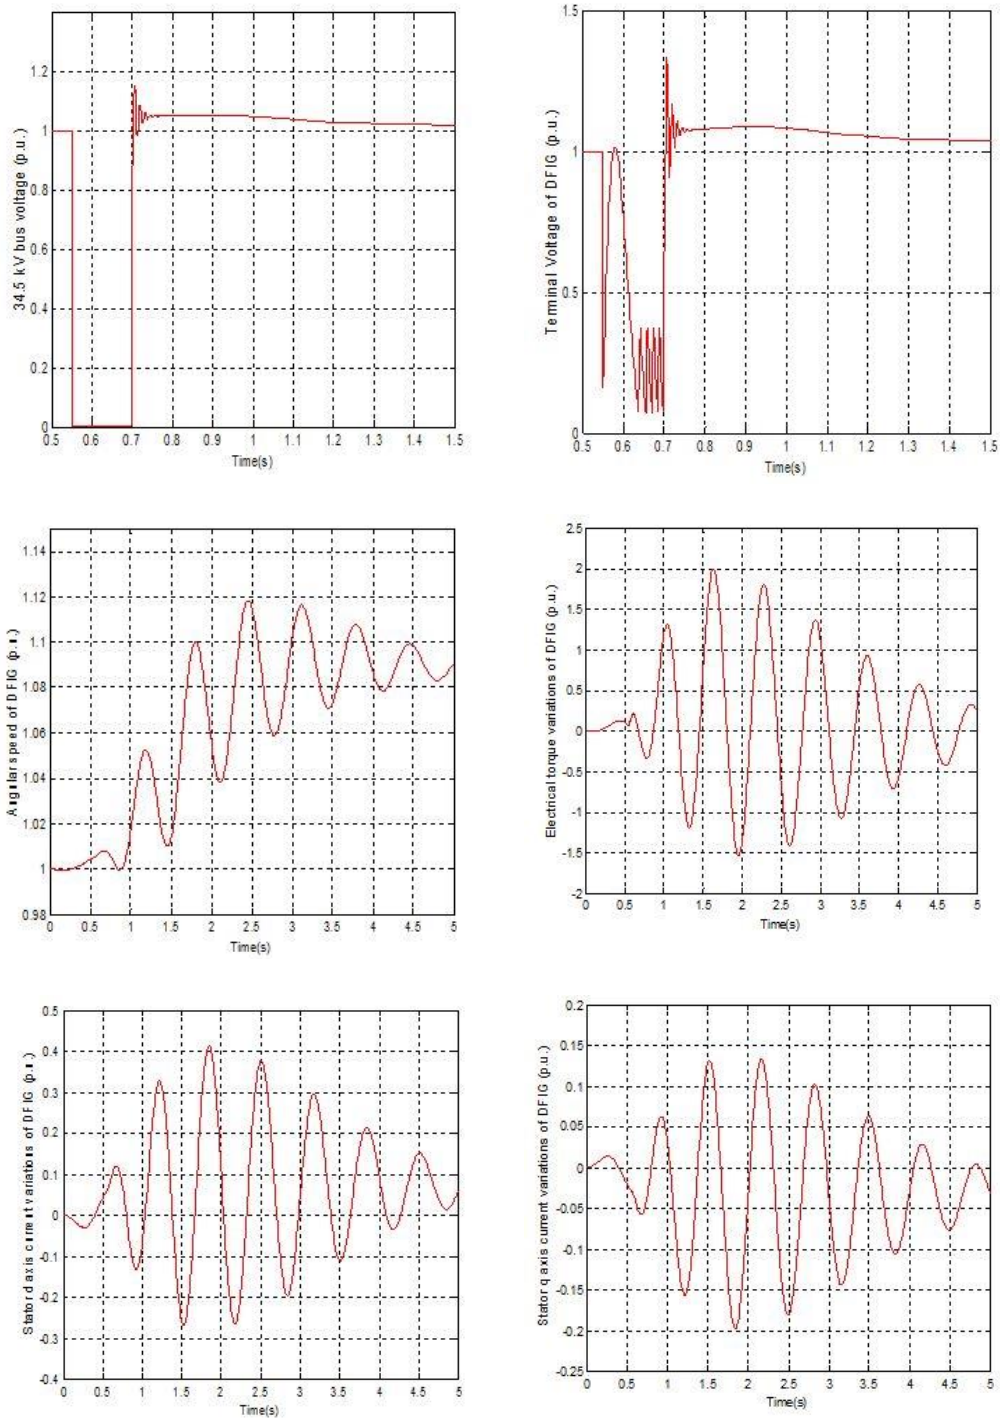 34.5 kV bus voltage (p.u.)
1.2
1
0.8
0.6
0.4
0.2
0
0.5 0.6 0.7 0.8 0.9 1 1.1 1.2 1.3 1.4 1.5
Time(s)
Terminal Voltage of DFIG (p.u.)
1.5
1
0.5
0
0.5 0.6 0.7 0.8 0.9 1 1.1 1.2 1.3 1.4 1.5
Time(s)
Angular speed of DFIG (p.u.)
1.14
1.12
1.1
1.08
1.06
1.04
1.02
1
0.98
0 0.5 1 1.5 2 2.5 3 3.5 4 4.5 5
Time(s)
Electrical torque variations of DFIG (p.u.)
2.5
2
1.5
1
0.5
0
-0.5
-1
-1.5
-2
0 0.5 1 1.5 2 2.5 3 3.5 4 4.5 5
Time(s)
Stator d axis current variations of DFIG (p.u.)
0.5
0.4
0.3
0.2
0.1
0
-0.1
-0.2
-0.3
-0.4
0 0.5 1 1.5 2 2.5 3 3.5 4 4.5 5
Time(s)
Stator q axis current variations of DFIG (p.u.)
0.2
0.15
0.1
0.05
0
-0.05
-0.1
-0.15
-0.2
-0.25
0 0.5 1 1.5 2 2.5 3 3.5 4 4.5 5
Time(s)